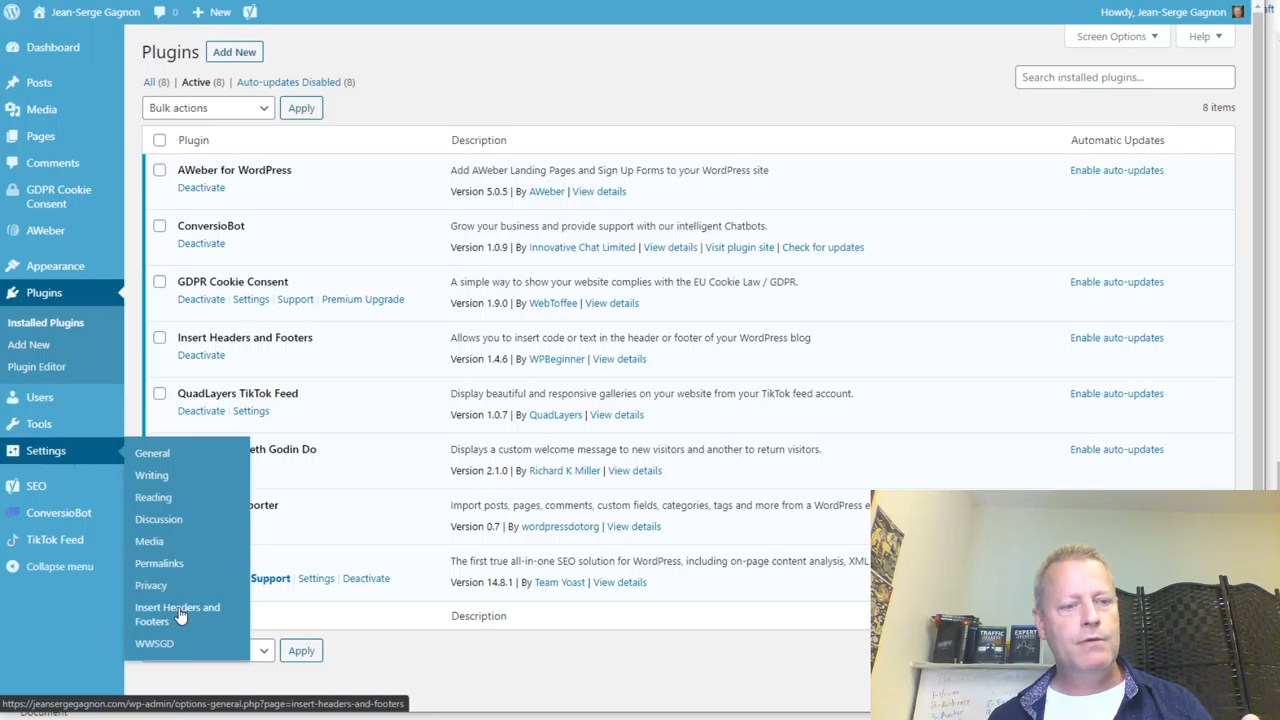 Jean-Serge Gagnon 0 New Howdy, Jean-Serge Gagnon
Screen Options Help
Dashboard
Posts
Media
Pages
Comments
GDPR Cookie
Consent
AWeber
Appearance
Plugins
Installed Plugins
Add New
Plugin Editor
Users
Tools
Settings
SEO
ConversioBot
TikTok Feed
Collapse menu
General
Writing
Reading
Discussion
Media
Permalinks
Privacy
Insert Headers and
Footers
WWSGD
Plugins Add New
All (8) | Active (8) | Auto-updates Disabled (8)
Search installed plugins...
Bulk actions Apply
8 items
Plugin Description Automatic Updates
AWeber for WordPress Add AWeber Landing Pages and Sign Up Forms to your WordPress site Enable auto-updates
Deactivate Version 5.0.5 | By AWeber | View details
ConversioBot Grow your business and provide support with our intelligent Chatbots.
Deactivate Version 1.0.9 | By Innovative Chat Limited | View details | Visit plugin site | Check for updates
GDPR Cookie Consent A simple way to show your website complies with the EU Cookie Law / GDPR. Enable auto-updates
Deactivate | Settings | Support | Premium Upgrade Version 1.9.0 | By WebToffee | View details
Insert Headers and Footers Allows you to insert code or text in the header or footer of your WordPress blog Enable auto-updates
Deactivate Version 1.4.6 | By WPBeginner | View details
QuadLayers TikTok Feed Display beautiful and responsive galleries on your website from your TikTok feed account. Enable auto-updates
Deactivate | Settings Version 1.0.7 | By QuadLayers | View details
eth Godin Do Displays a custom welcome message to new visitors and another to return visitors. Enable auto-updates
Version 2.1.0 | By Richard K Miller | View details
porter Import posts, pages, comments, custom fields, categories, tags and more from a WordP
Version 0.7 | By wordpressdotorg | View details
The first true all-in-one SEO solution for WordPress, including on-page content analysis, XML
Support | Settings | Deactivate Version 14.8.1 | By Team Yoast | View details
Description
Apply
https://jeansergegagnon.com/wp-admin/options-general.php?page=insert-headers-and-footers
Document
TRAFFIC
EXPERT